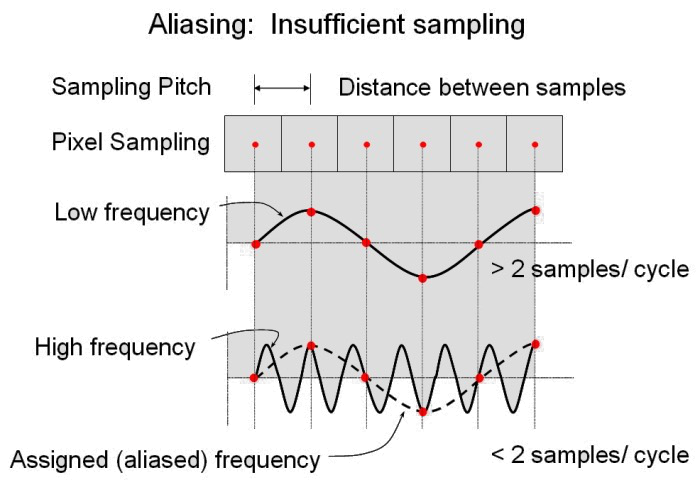 Aliasing: Insufficient sampling
Sampling Pitch
Distance between samples
Pixel Sampling
Low frequency
> 2 samples/ cycle
High frequency
< 2 samples/ cycle
Assigned (aliased) frequency